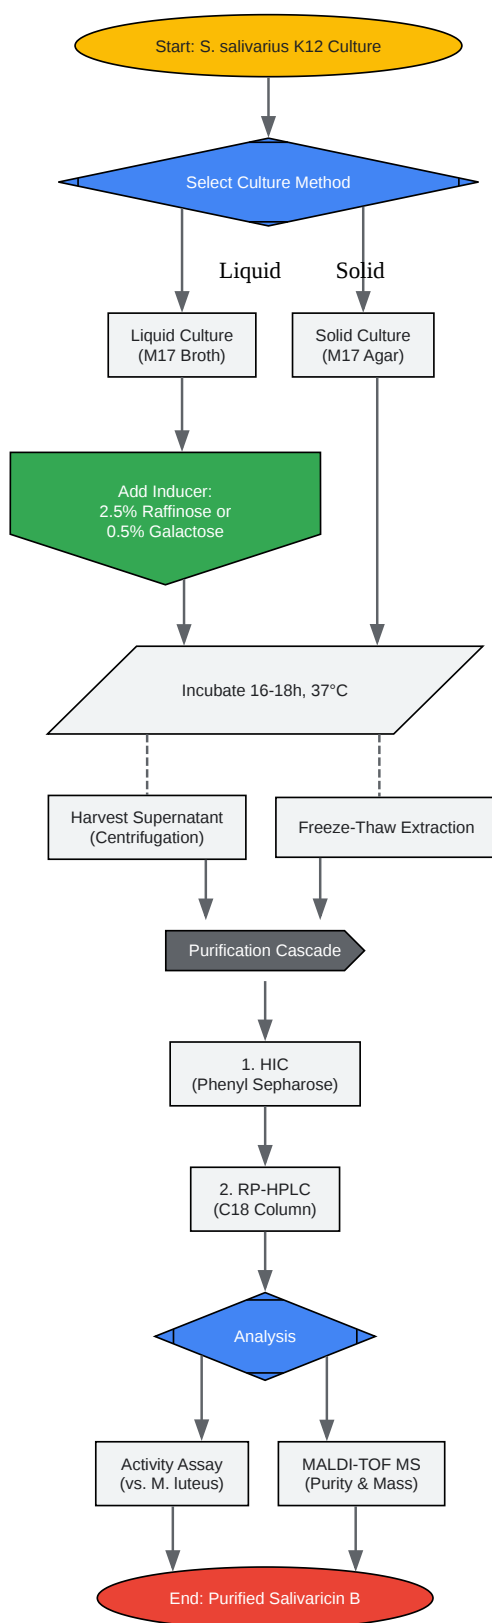 Start: S. salivarius K12 Culture
Select Culture Method
Liquid
Solid
Liquid Culture
(M17 Broth)
Solid Culture
(M17 Agar)
Add Inducer:
2.5% Raffinose or
0.5% Galactose
Incubate 16-18h, 37°C
Harvest Supernatant
(Centrifugation)
Freeze-Thaw Extraction
Purification Cascade
1. HIC
(Phenyl Sepharose)
2. RP-HPLC
(C18 Column)
Analysis
Activity Assay
(vs. M. luteus)
MALDI-TOF MS
(Purity & Mass)
End: Purified Salivaricin B